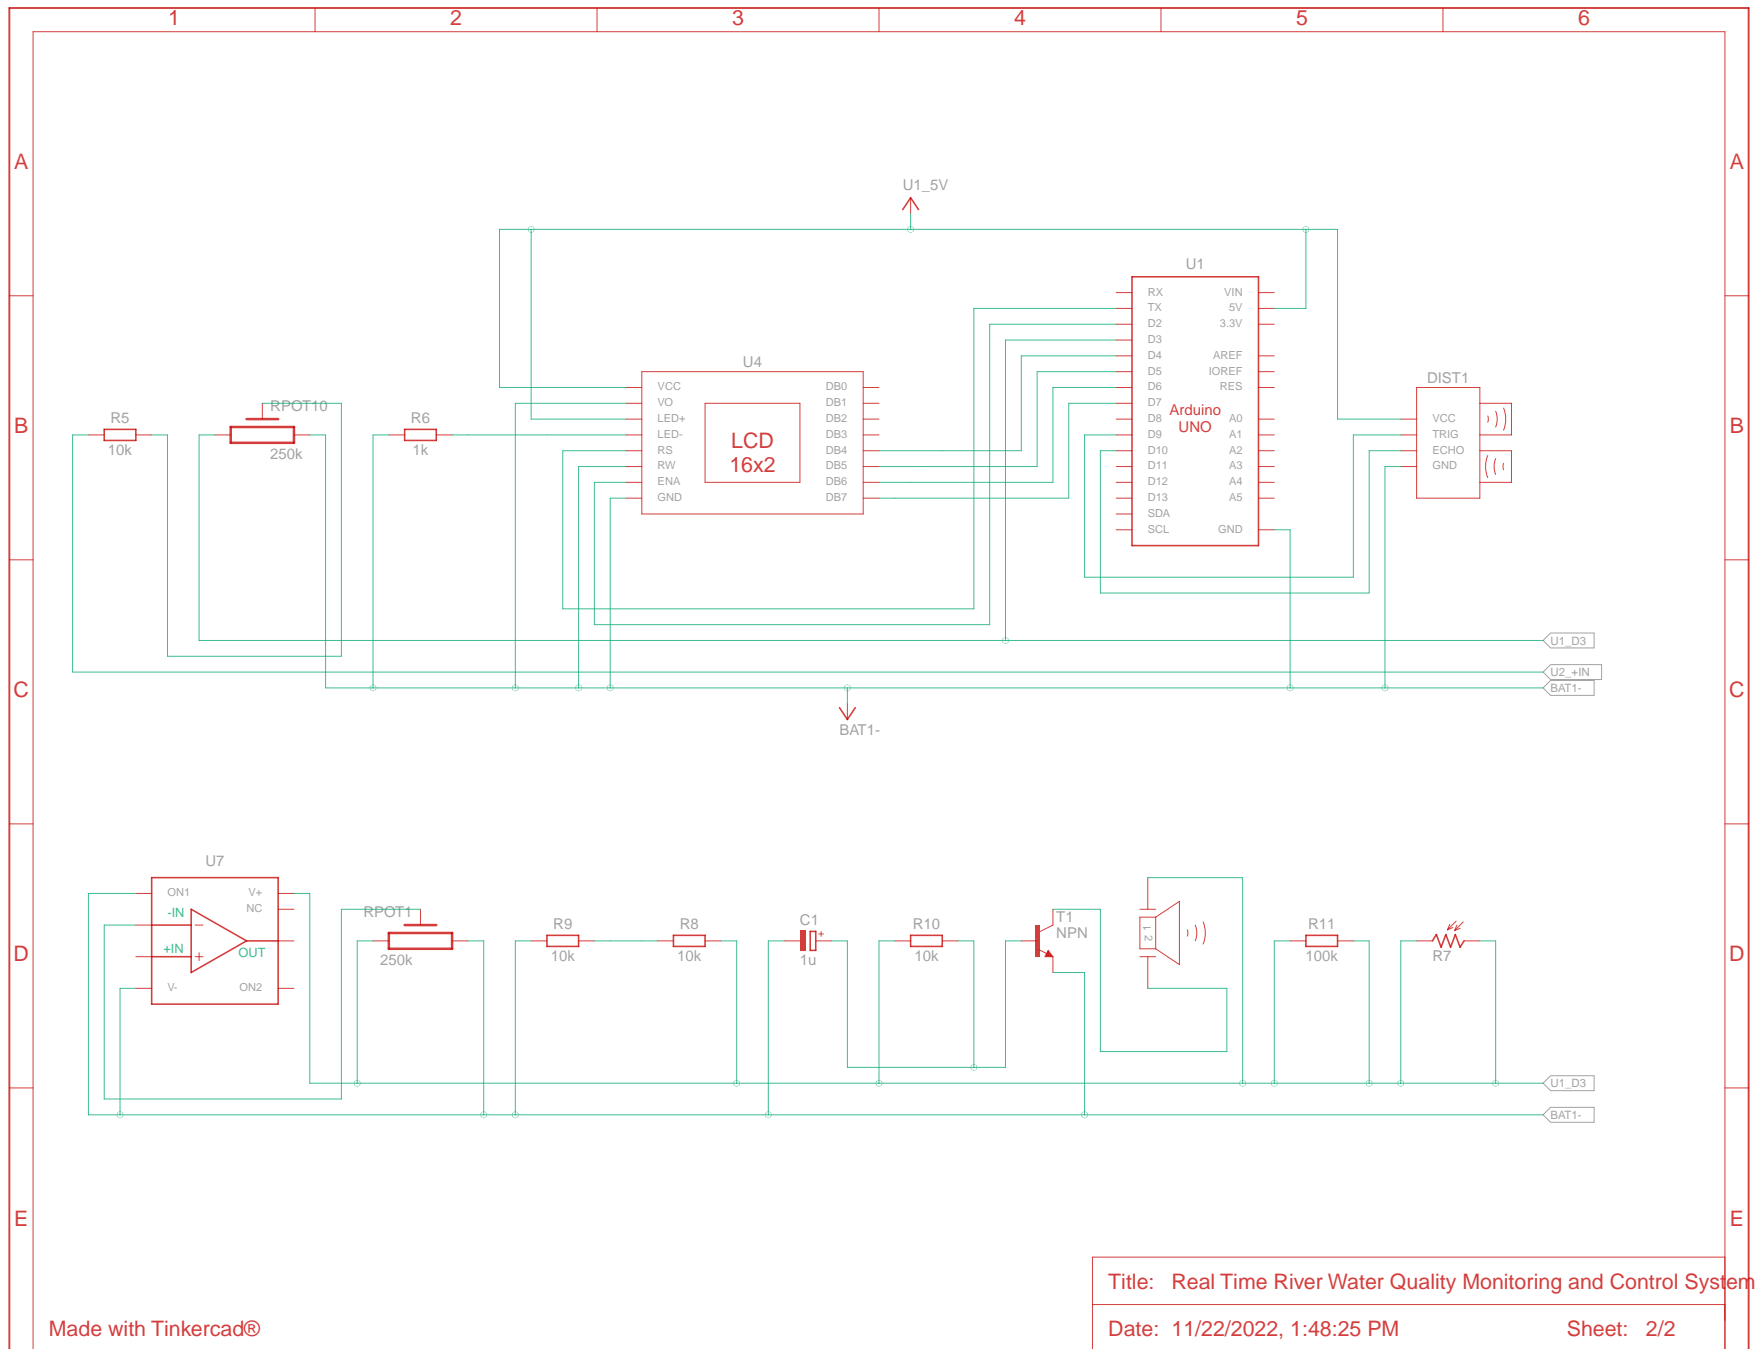 1 2 3 4 5 6
A A
U1_5V
U1
RX VIN
TX 5V
D2 3.3V
D3
D4 AREF
D5 IOREF
D6 RES
D7
D8 A0
D9 A1
D10 A2
D11 A3
D12 A4
D13 A5
SDA
SCL GND
Arduino
UNO
U4
VCC DB0
VO DB1
LED+ DB2
LED- DB3
RS DB4
RW DB5
ENA DB6
GND DB7
LCD
16x2
DIST1
VCC
TRIG
ECHO
GND
B B
R5
10k
RPOT10
250k
R6
1k
U1_D3
U2_+IN
BAT1-
C C
BAT1-
U7
ON1 V+
-IN NC
+IN OUT
V- ON2
− +
RPOT1
250k
R9
10k
R8
10k
C1
+
1u
R10
10k
T1
NPN
1 2
R11
100k
R7
D D
U1_D3
BAT1-
E E
Title: Real Time River Water Quality Monitoring and Control System
Made with Tinkercad®
Date: 11/22/2022, 1:48:25 PM Sheet: 2/2